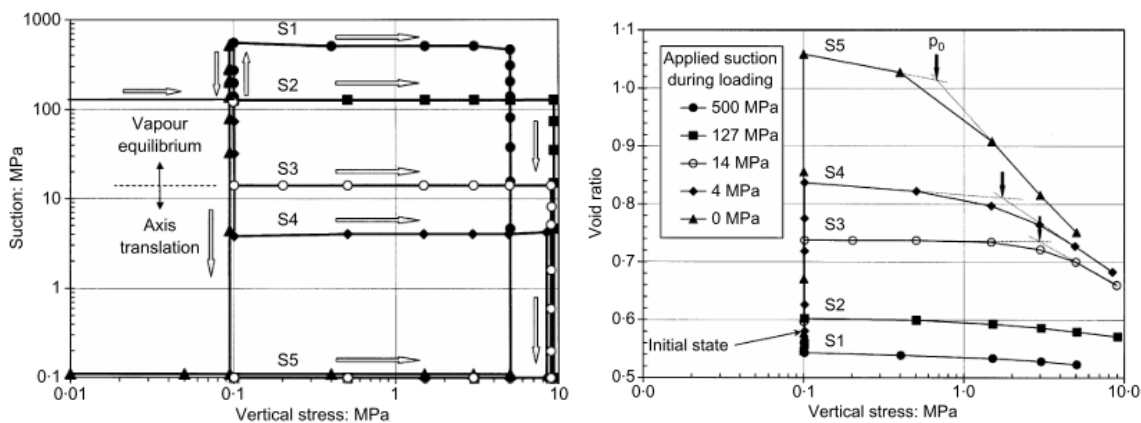 1000
100
10
1
0·1
Suction: MPa
S1
S2
Vapour
equilibrium
Axis
translation
S3
S4
S5
0·01
0·1
1
10
Vertical stress: MPa
1·1
1·0
0·9
0·8
0·7
0·6
0·5
Void ratio
S5
p0
Applied suction
during loading
500 MPa
127 MPa
14 MPa
4 MPa
0 MPa
S4
S3
S2
Initial state
S1
0·0
0·1
1·0
10·0
Vertical stress: MPa